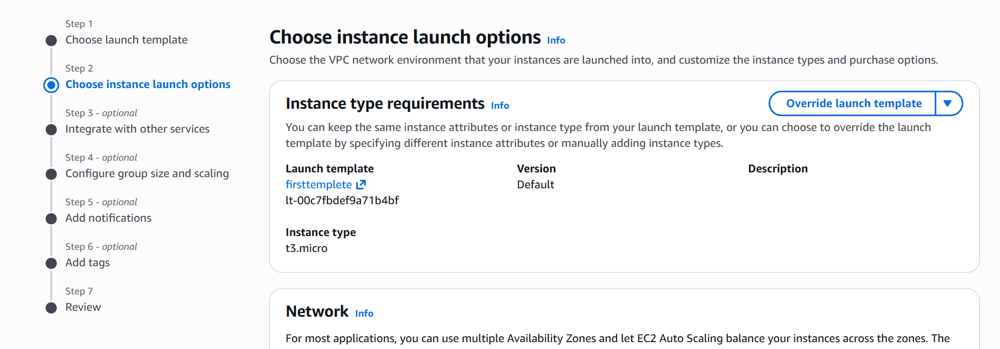 Step 1
Choose launch template
Step 2
Choose instance launch options
Step 3 - optional
Integrate with other services
Step 4 - optional
Configure group size and scaling
Step 5 - optional
Add notifications
Step 6 - optional
Add tags
Step 7
Review
Choose instance launch options Info
Choose the VPC network environment that your instances are launched into, and customize the instance types and purchase options.
Instance type requirements Info
Override launch template
You can keep the same instance attributes or instance type from your launch template, or you can choose to override the launch
template by specifying different instance attributes or manually adding instance types.
Launch template
firsttemplete
lt-00c7fbdef9a71b4bf
Version
Default
Description
Instance type
t3.micro
Network Info
For most applications, you can use multiple Availability Zones and let EC2 Auto Scaling balance your instances across the zones. The